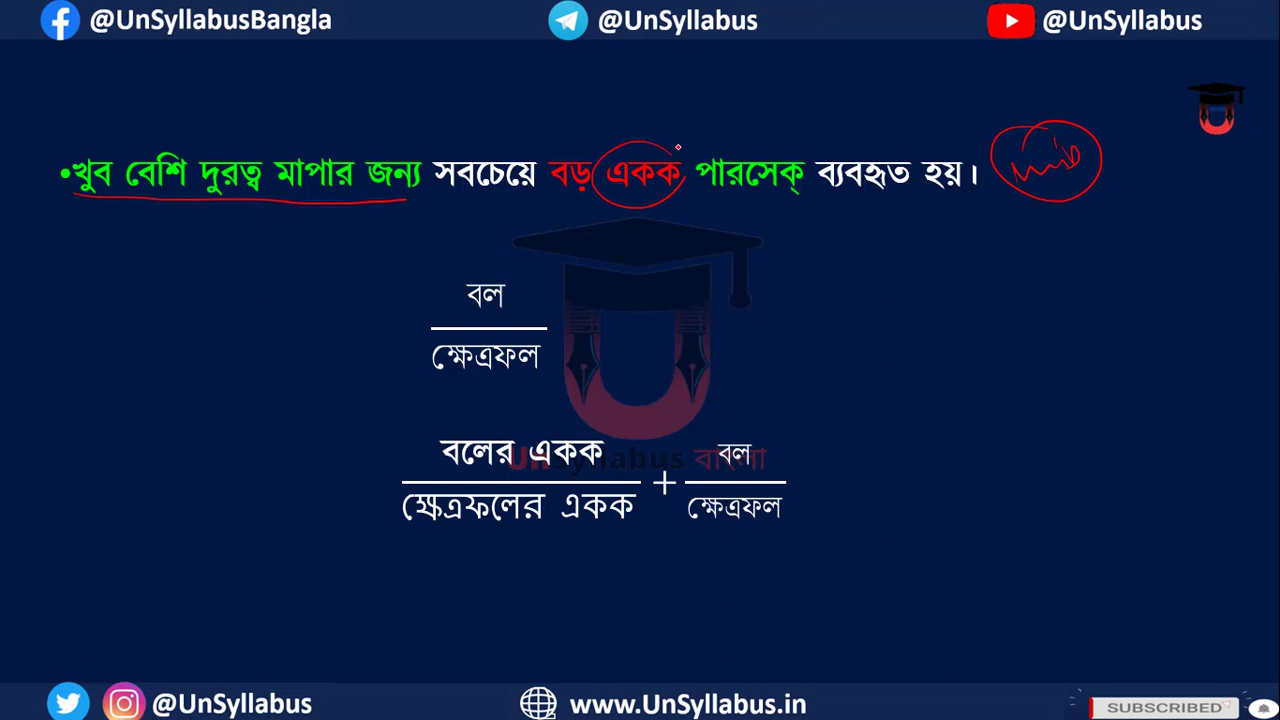 @UnSyllabusBangla @UnSyllabus @UnSyllabus
•খুব বেশি দুরত্ব মাপার জন্য সবচেয়ে বড় একক পারসেক্ ব্যবহৃত হয়।
বল
ক্ষেত্রফল
বলের একক
ক্ষেত্রফলের একক
+
বল
ক্ষেত্রফল
UnSyllabus বাংলা
@UnSyllabus www.UnSyllabus.in SUBSCRIBED